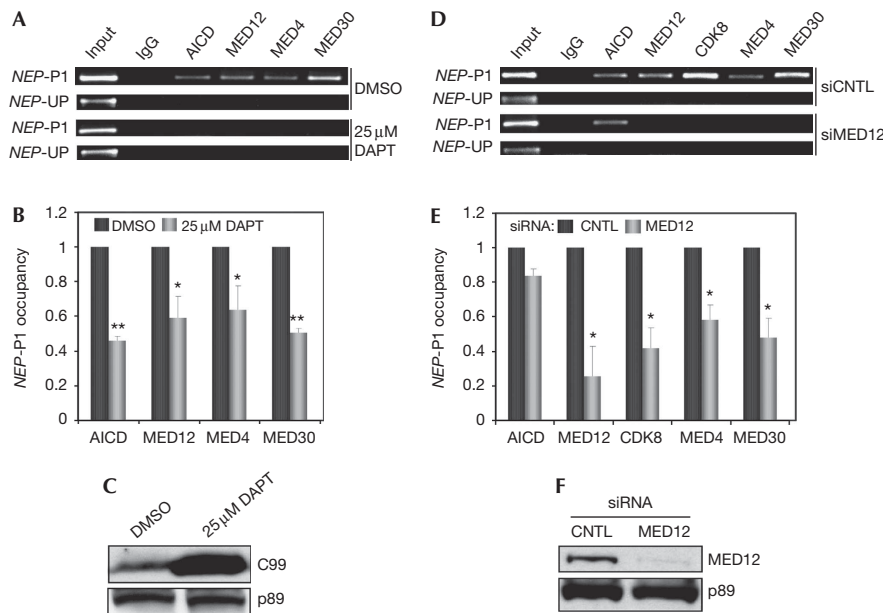 A
Input IgG AICD MED12 MED4 MED30
NEP-P1
NEP-UP
DMSO
NEP-P1
NEP-UP
25 µM
DAPT
B
1.2
1
0.8
0.6
0.4
0.2
0
NEP-P1 occupancy
DMSO 25 µM DAPT
** * * **
AICD MED12 MED4 MED30
C
DMSO 25 µM DAPT
C99
p89
D
Input IgG AICD MED12 CDK8 MED4 MED30
NEP-P1
NEP-UP
siCNTL
NEP-P1
NEP-UP
siMED12
E
1.2
1
0.8
0.6
0.4
0.2
0
NEP-P1 occupancy
siRNA: CNTL MED12
* * * *
AICD MED12 CDK8 MED4 MED30
F
siRNA
CNTL MED12
MED12
p89